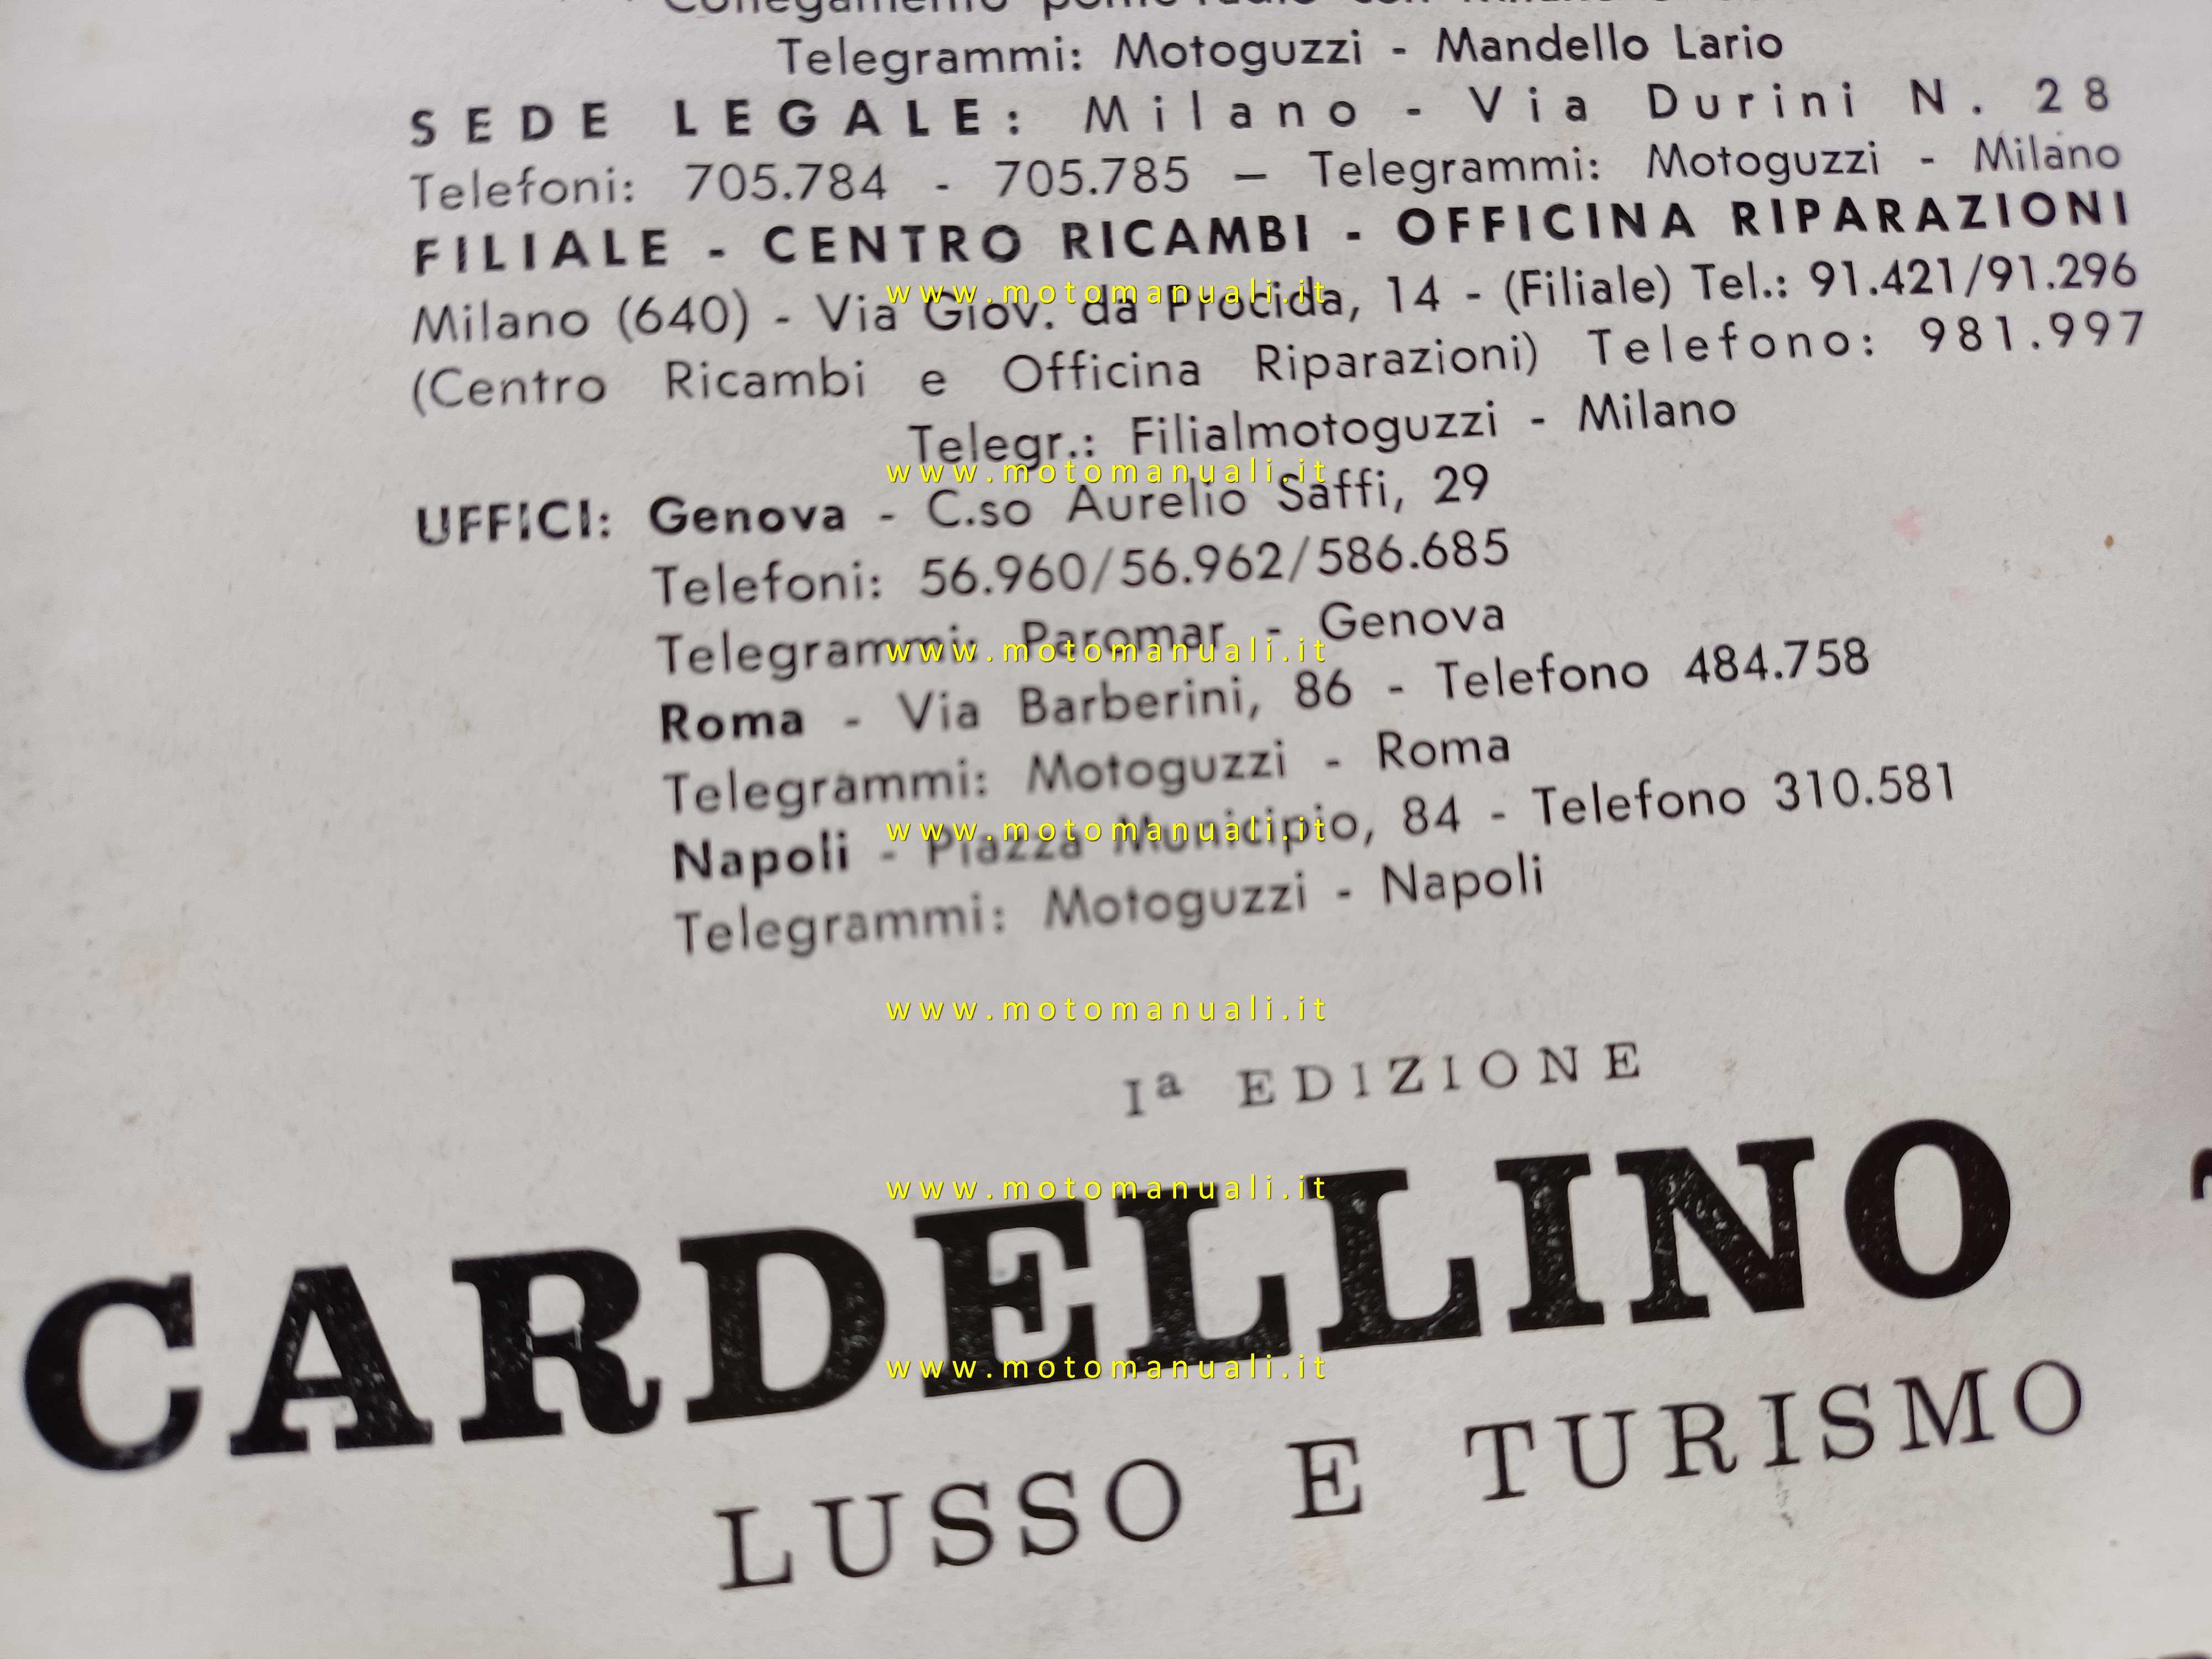 Telegrammi: Motoguzzi - Mandello Lario
SEDE LEGALE: Milano - Via Durini N. 28
Telefoni: 705.784 - 705.785 — Telegrammi: Motoguzzi - Milano
FILIALE - CENTRO RICAMBI - OFFICINA RIPARAZIONI
www.motomanuali.it
Milano (640) - Via Giov. da Procida, 14 - (Filiale) Tel.: 91.421/91.296
(Centro Ricambi e Officina Riparazioni) Telefono: 981.997
Telegr.: Filialmotoguzzi - Milano
www.motomanuali.it
UFFICI: Genova - C.so Aurelio Saffi, 29
Telefoni: 56.960/56.962/586.685
Telegrammi: Paromar - Genova
www.motomanuali.it
Roma - Via Barberini, 86 - Telefono 484.758
Telegrammi: Motoguzzi - Roma
www.motomanuali.it
Napoli - Piazza Municipio, 84 - Telefono 310.581
Telegrammi: Motoguzzi - Napoli
www.motomanuali.it
Iª EDIZIONE
www.motomanuali.it
CARDELLINO
www.motomanuali.it
LUSSO E TURISMO